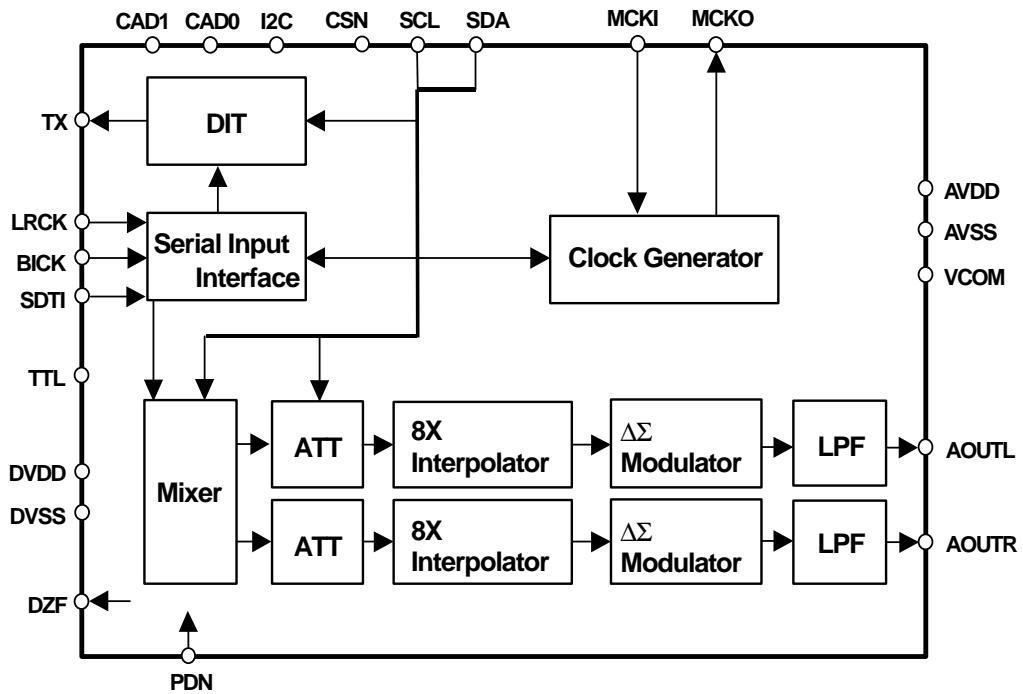 CAD1 CAD0 I2C CSN SCL SDA MCKI MCKO
TX
DIT
LRCK
BICK
SDTI
Serial Input
Interface
Clock Generator
AVDD
AVSS
VCOM
TTL
DVDD
DVSS
DZF
PDN
Mixer
ATT
8X
Interpolator
ΔΣ
Modulator
LPF
AOUTL
ATT
8X
Interpolator
ΔΣ
Modulator
LPF
AOUTR